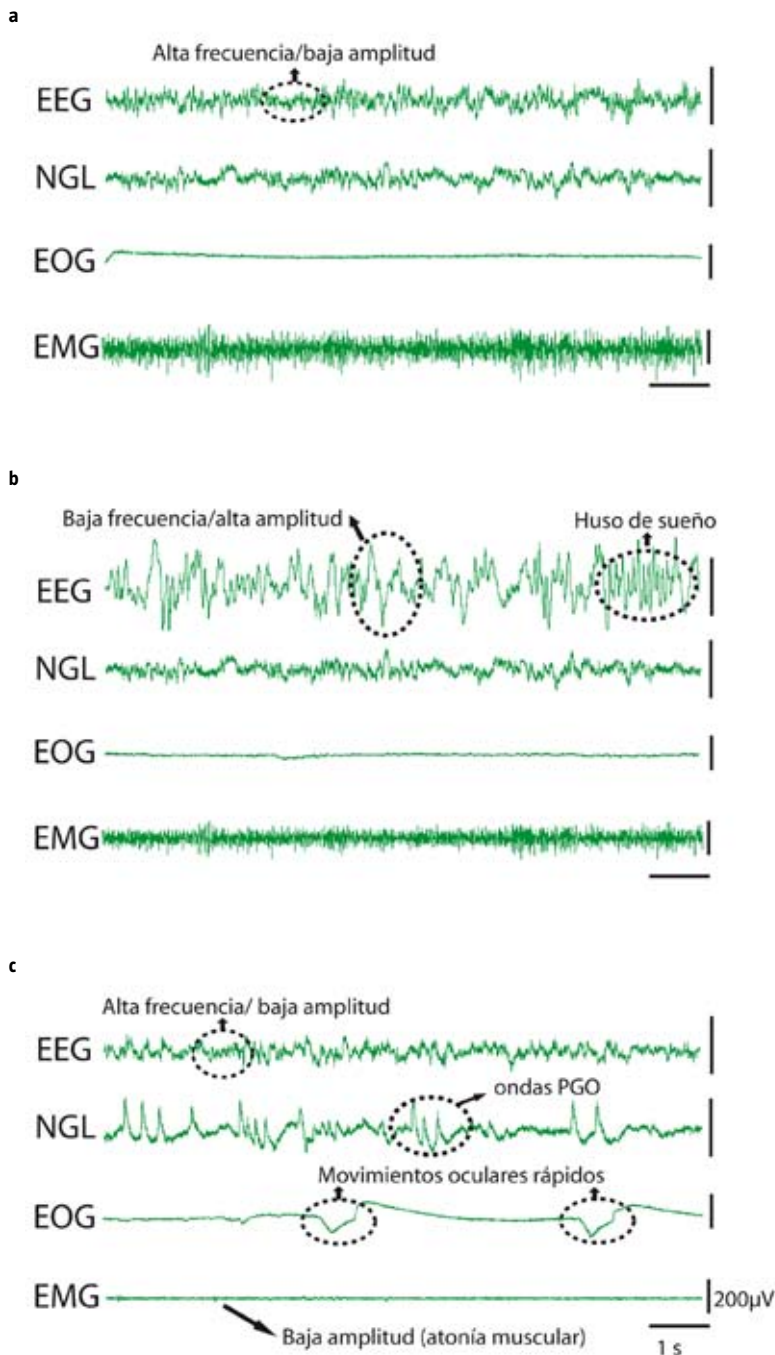 a
Alta frecuencia/baja amplitud
EEG
NGL
EOG
EMG
b
Baja frecuencia/alta amplitud
Huso de sueño
EEG
NGL
EOG
EMG
c
Alta frecuencia/ baja amplitud
EEG
ondas PGO
NGL
Movimientos oculares rápidos
EOG
EMG
200µV
Baja amplitud (atonía muscular)
1 s